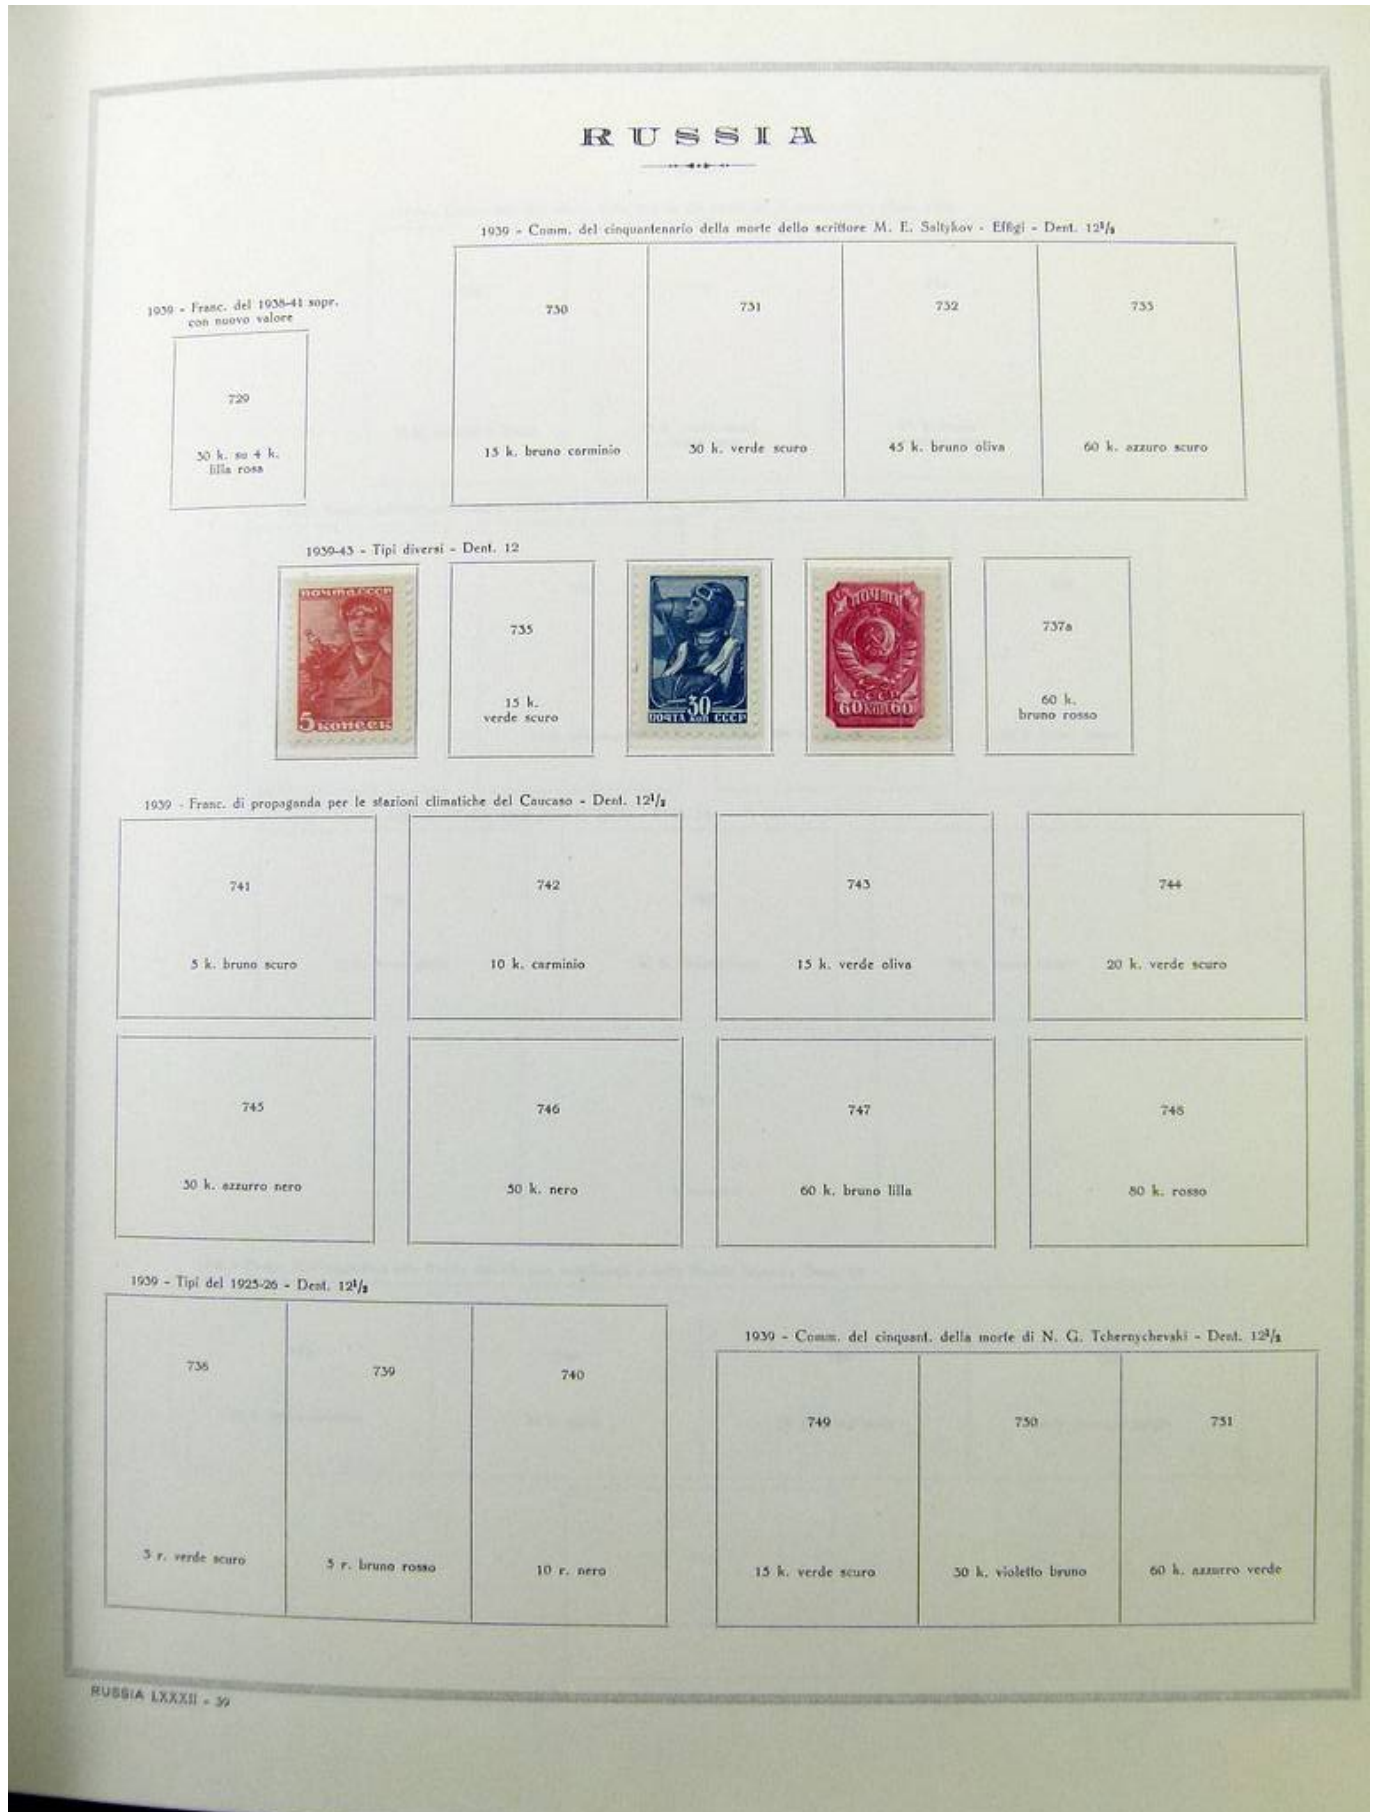 RUSSIA
1939 - Comm. del cinquantenario della morte dello scrittore M. E. Saltykov - Effigi - Dent. 12½
1939 - Franc. del 1938-41 sopr.
con nuovo valore
729
30 k. su 4 k.
lilla rosa
730
15 k. bruno carminio
731
30 k. verde scuro
732
45 k. bruno oliva
733
60 k. azzuro scuro
1939-43 - Tipi diversi - Dent. 12
ПОЧТА СССР
5 КОПЕЕК
735
15 k.
verde scuro
30
ПОЧТА КОП СССР
ПОЧТА
СССР
60 КОП 60
737a
60 k.
bruno rosso
1939 - Franc. di propaganda per le stazioni climatiche del Caucaso - Dent. 12½
741
5 k. bruno scuro
742
10 k. carminio
743
15 k. verde oliva
744
20 k. verde scuro
745
30 k. azzurro nero
746
50 k. nero
747
60 k. bruno lilla
748
80 k. rosso
1939 - Tipi del 1925-26 - Dent. 12½
738
3 r. verde scuro
739
5 r. bruno rosso
740
10 r. nero
1939 - Comm. del cinquant. della morte di N. G. Tchernychevski - Dent. 12½
749
15 k. verde scuro
750
30 k. violetto bruno
751
60 k. azzurro verde
RUSSIA LXXXII - 39